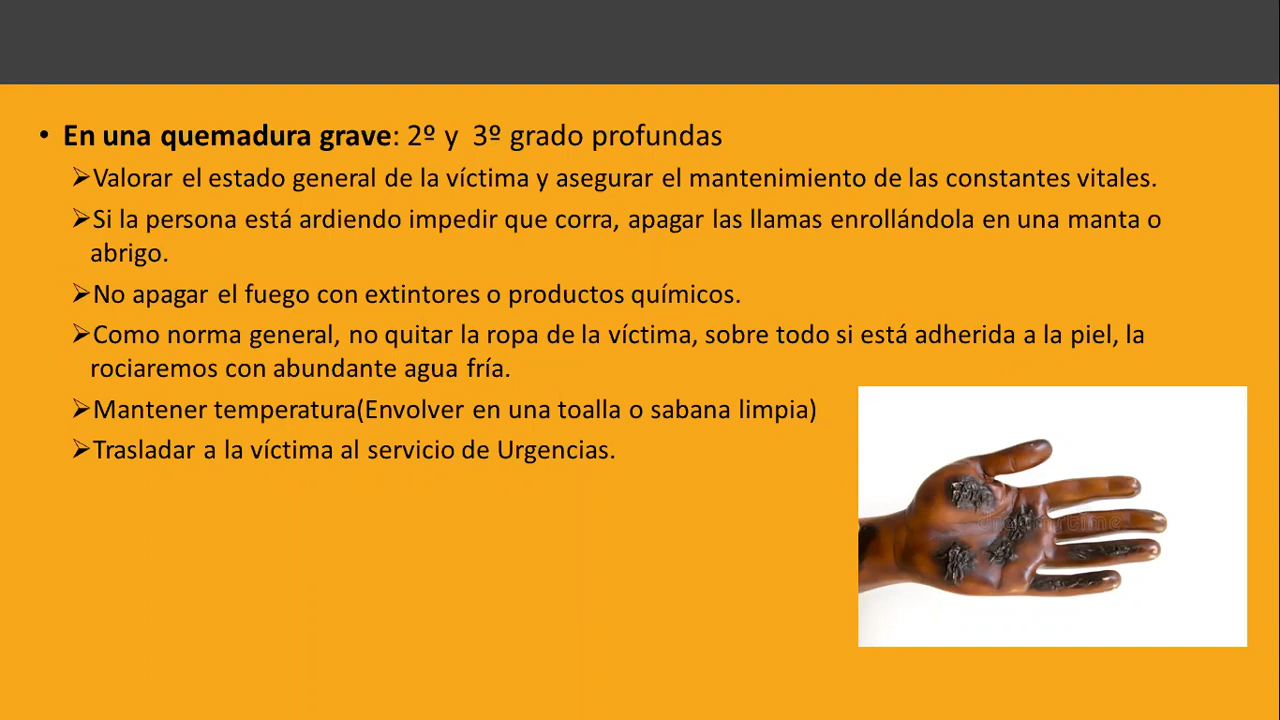 • En una quemadura grave: 2º y 3º grado profundas
➢Valorar el estado general de la víctima y asegurar el mantenimiento de las constantes vitales.
➢Si la persona está ardiendo impedir que corra, apagar las llamas enrollándola en una manta o
abrigo.
➢No apagar el fuego con extintores o productos químicos.
➢Como norma general, no quitar la ropa de la víctima, sobre todo si está adherida a la piel, la
rociaremos con abundante agua fría.
➢Mantener temperatura(Envolver en una toalla o sabana limpia)
➢Trasladar a la víctima al servicio de Urgencias.